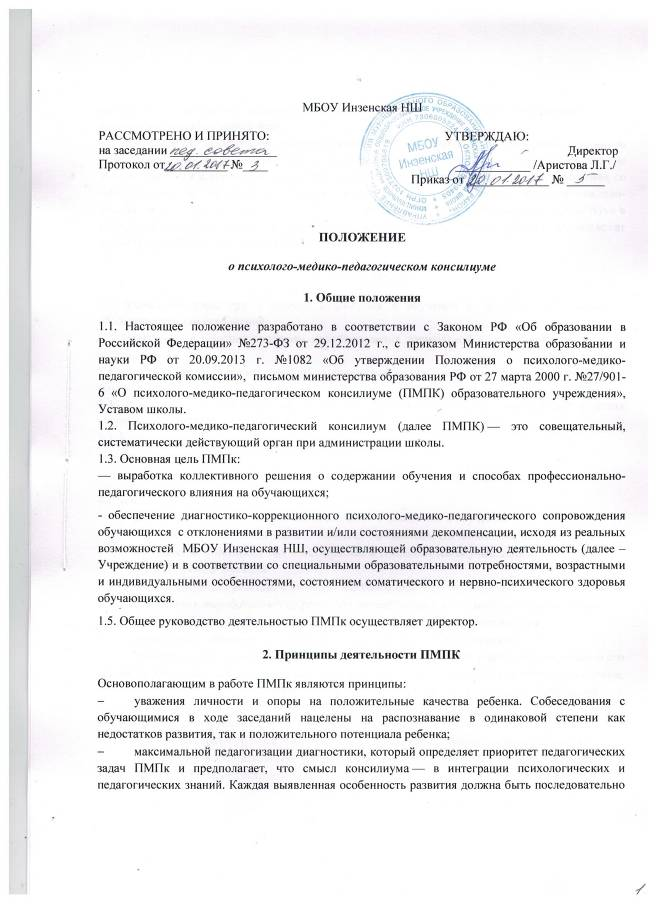 МБОУ Инзенская НШ
РАССМОТРЕНО И ПРИНЯТО: УТВЕРЖДАЮ:
на заседании пед. совета Директор
Протокол от 20.01.2017 № 3 /Аристова Л.Г./
Приказ от 20.01.2017 № 5
МБОУ
Инзенская
НШ
ПОЛОЖЕНИЕ
о психолого-медико-педагогическом консилиуме
1. Общие положения
1.1. Настоящее положение разработано в соответствии с Законом РФ «Об образовании в
Российской Федерации» №273-ФЗ от 29.12.2012 г., с приказом Министерства образования и
науки РФ от 20.09.2013 г. №1082 «Об утверждении Положения о психолого-медико-
педагогической комиссии», письмом министерства образования РФ от 27 марта 2000 г. №27/901-
6 «О психолого-медико-педагогическом консилиуме (ПМПК) образовательного учреждения»,
Уставом школы.
1.2. Психолого-медико-педагогический консилиум (далее ПМПК) — это совещательный,
систематически действующий орган при администрации школы.
1.3. Основная цель ПМПк:
— выработка коллективного решения о содержании обучения и способах профессионально-
педагогического влияния на обучающихся;
- обеспечение диагностико-коррекционного психолого-медико-педагогического сопровождения
обучающихся с отклонениями в развитии и/или состояниями декомпенсации, исходя из реальных
возможностей МБОУ Инзенская НШ, осуществляющей образовательную деятельность (далее –
Учреждение) и в соответствии со специальными образовательными потребностями, возрастными
и индивидуальными особенностями, состоянием соматического и нервно-психического здоровья
обучающихся.
1.5. Общее руководство деятельностью ПМПк осуществляет директор.
2. Принципы деятельности ПМПК
Основополагающим в работе ПМПк являются принципы:
– уважения личности и опоры на положительные качества ребенка. Собеседования с
обучающимися в ходе заседаний нацелены на распознавание в одинаковой степени как
недостатков развития, так и положительного потенциала ребенка;
– максимальной педагогизации диагностики, который определяет приоритет педагогических
задач ПМПк и предполагает, что смысл консилиума — в интеграции психологических и
педагогических знаний. Каждая выявленная особенность развития должна быть последовательно
1